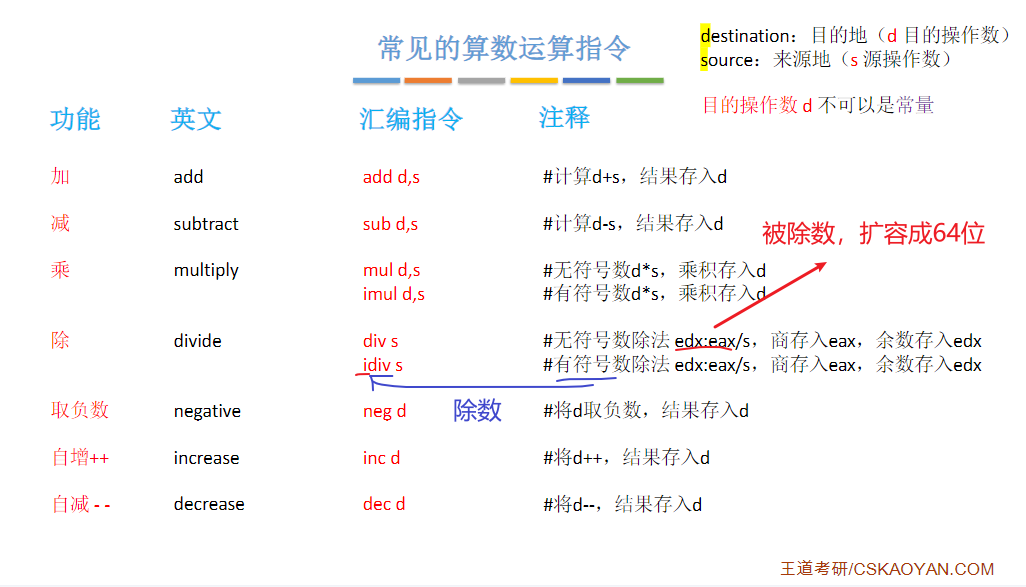 常见的算数运算指令
destination：目的地（d 目的操作数）
source：来源地（s 源操作数）
目的操作数 d 不可以是常量
功能 英文 汇编指令 注释
加 add add d,s #计算d+s，结果存入d
减 subtract sub d,s #计算d-s，结果存入d
被除数，扩容成64位
乘 multiply mul d,s #无符号数d*s，乘积存入d
imul d,s #有符号数d*s，乘积存入d
除 divide div s #无符号数除法 edx:eax/s，商存入eax，余数存入edx
idiv s #有符号数除法 edx:eax/s，商存入eax，余数存入edx
除数
取负数 negative neg d #将d取负数，结果存入d
自增++ increase inc d #将d++，结果存入d
自减 - - decrease dec d #将d--，结果存入d
王道考研/CSKAOYAN.COM